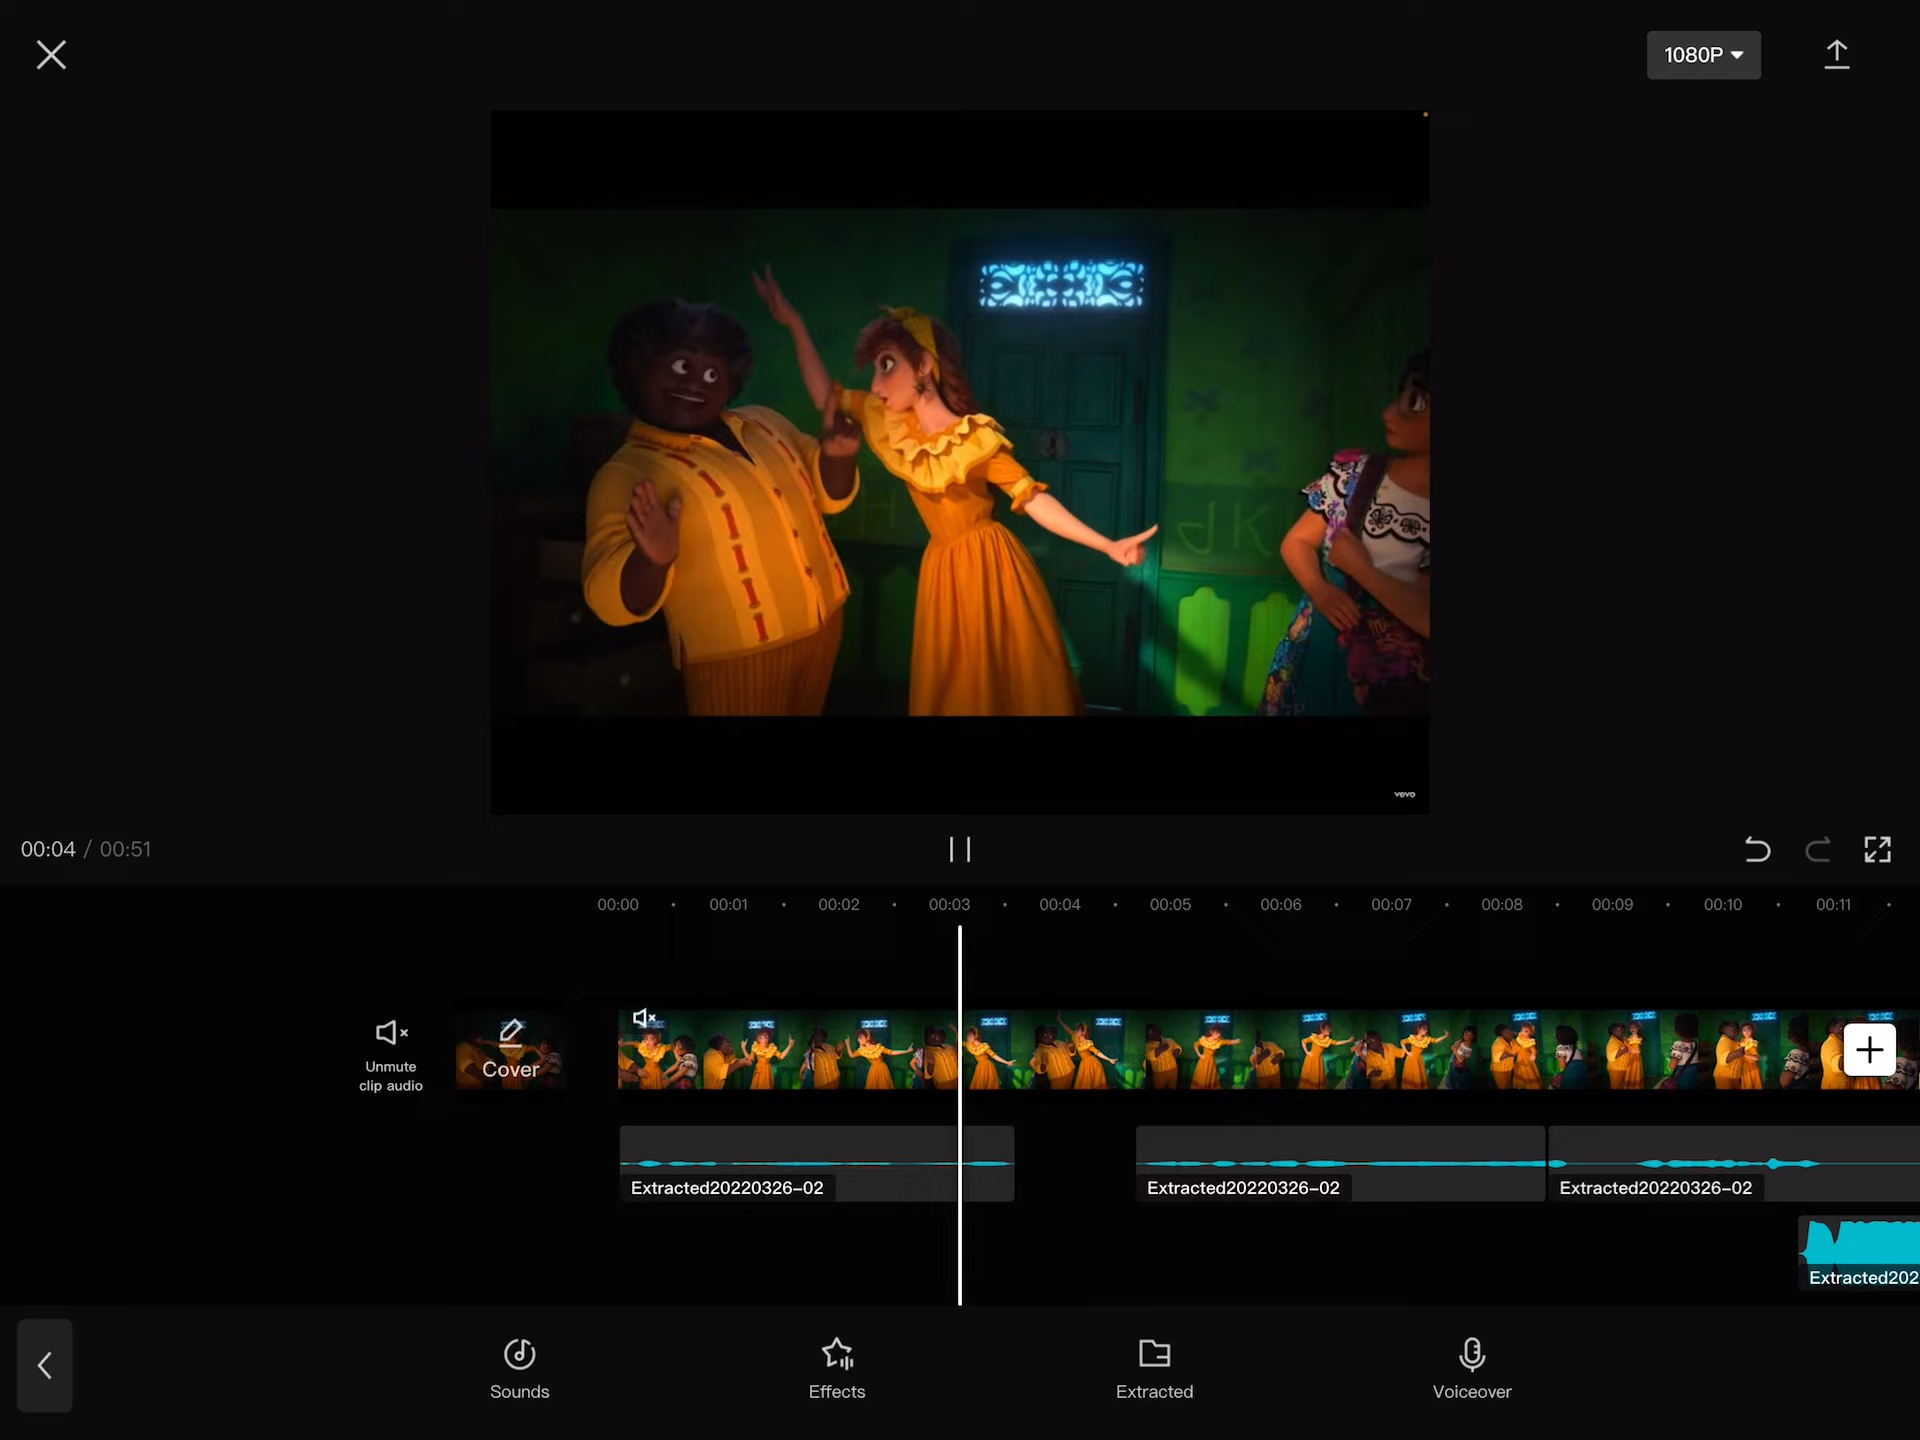 1080P
vevo
00:04 / 00:51
00:00 00:01 00:02 00:03 00:04 00:05 00:06 00:07 00:08 00:09 00:10 00:11
Unmute
clip audio
Cover
Extracted20220326-02
Extracted20220326-02
Extracted20220326-02
Extracted202
Sounds
Effects
Extracted
Voiceover